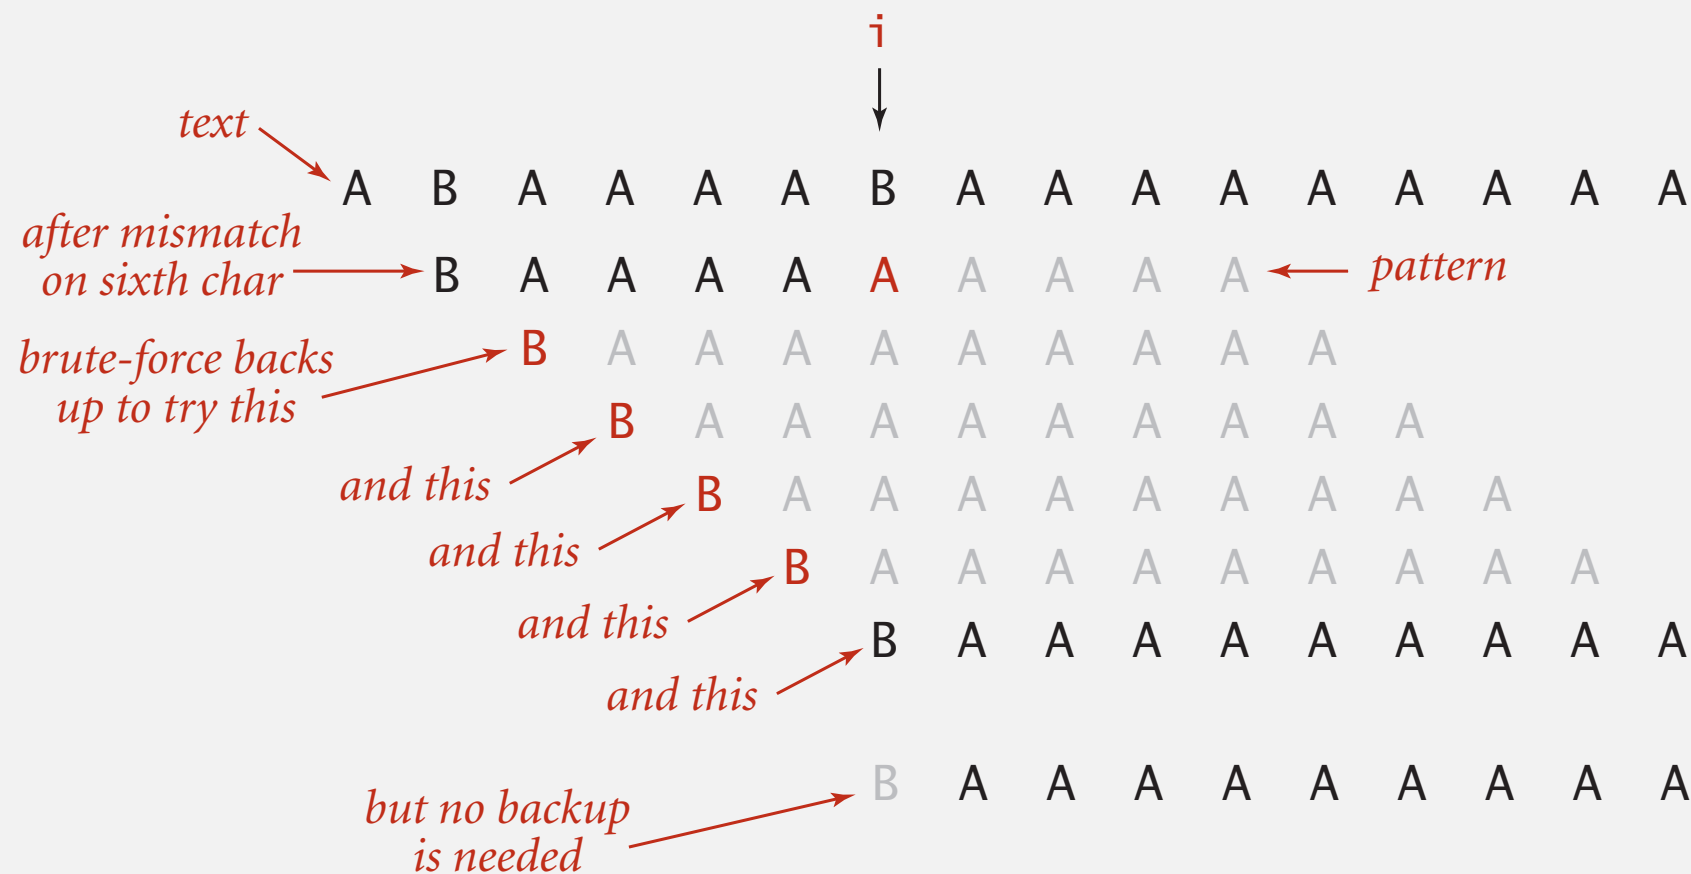 i
text
A B A A A A B A A A A A A A A A
after mismatch
on sixth char
B A A A A A A A A A
pattern
brute-force backs
up to try this
B A A A A A A A A A
and this
B A A A A A A A A A
and this
B A A A A A A A A A
and this
B A A A A A A A A A
and this
B A A A A A A A A A
but no backup
is needed
B A A A A A A A A A